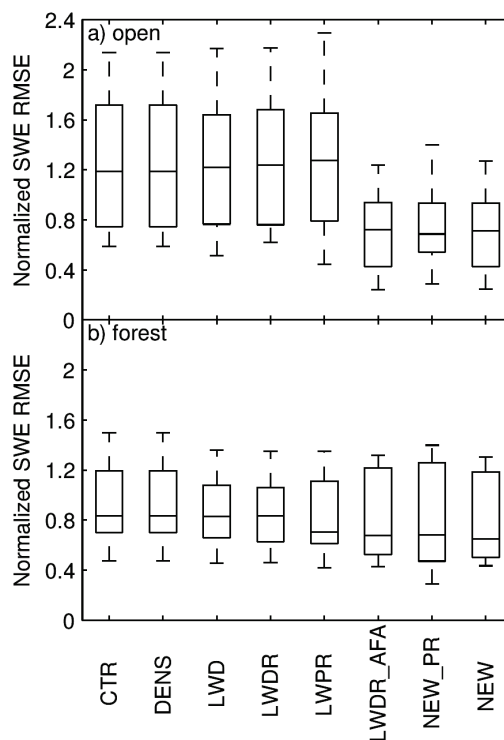 2.4
a) open
2
1.6
1.2
0.8
0.4
0
Normalized SWE RMSE
b) forest
2
1.6
1.2
0.8
0.4
0
Normalized SWE RMSE
CTR
DENS
LWD
LWDR
LWPR
LWDR_AFA
NEW_PR
NEW